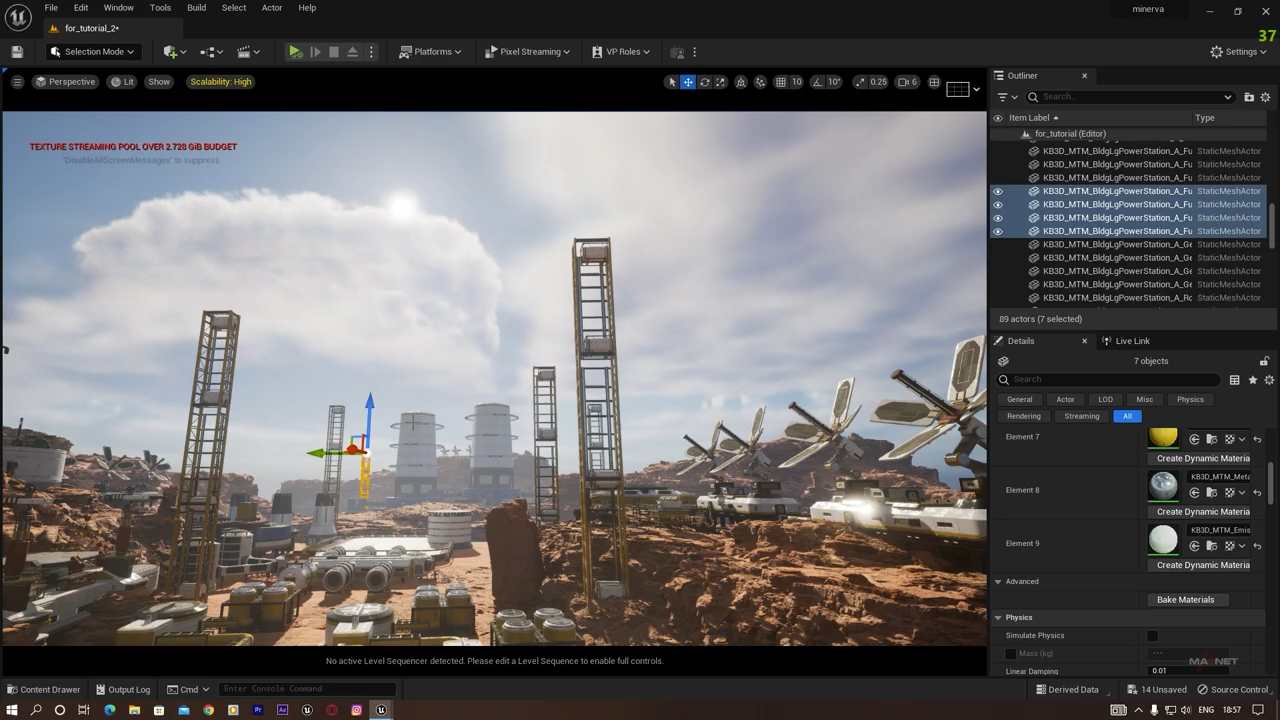 File Edit Window Tools Build Select Actor Help
minerva
for_tutorial_2*
37
Selection Mode
Platforms
Pixel Streaming
VP Roles
Settings
Perspective
Lit
Show
Scalability: High
10
10°
0.25
6
TEXTURE STREAMING POOL OVER 2.728 GiB BUDGET
'DisableAllScreenMessages' to suppress
No active Level Sequencer detected. Please edit a Level Sequence to enable full controls.
Outliner
Search...
Item Label
Type
for_tutorial (Editor)
KB3D_MTM_BldgLgPowerStation_A_Fu StaticMeshActor
KB3D_MTM_BldgLgPowerStation_A_Fu StaticMeshActor
KB3D_MTM_BldgLgPowerStation_A_Fu StaticMeshActor
KB3D_MTM_BldgLgPowerStation_A_Fu StaticMeshActor
KB3D_MTM_BldgLgPowerStation_A_Fu StaticMeshActor
KB3D_MTM_BldgLgPowerStation_A_Fu StaticMeshActor
KB3D_MTM_BldgLgPowerStation_A_Fu StaticMeshActor
KB3D_MTM_BldgLgPowerStation_A_Ge StaticMeshActor
KB3D_MTM_BldgLgPowerStation_A_Ge StaticMeshActor
KB3D_MTM_BldgLgPowerStation_A_Ge StaticMeshActor
KB3D_MTM_BldgLgPowerStation_A_Ge StaticMeshActor
KB3D_MTM_BldgLgPowerStation_A_Ro StaticMeshActor
89 actors (7 selected)
Details
Live Link
7 objects
Search
General Actor LOD Misc Physics
Rendering Streaming All
Element 7
Create Dynamic Materia
Element 8
KB3D_MTM_Meta
Create Dynamic Materia
Element 9
KB3D_MTM_Emis
Create Dynamic Materia
Advanced
Bake Materials
Physics
Simulate Physics
Mass (kg)
---
Linear Damping
0.01
Content Drawer
Output Log
Cmd
Enter Console Command
Derived Data
14 Unsaved
Source Control
ENG
18:57